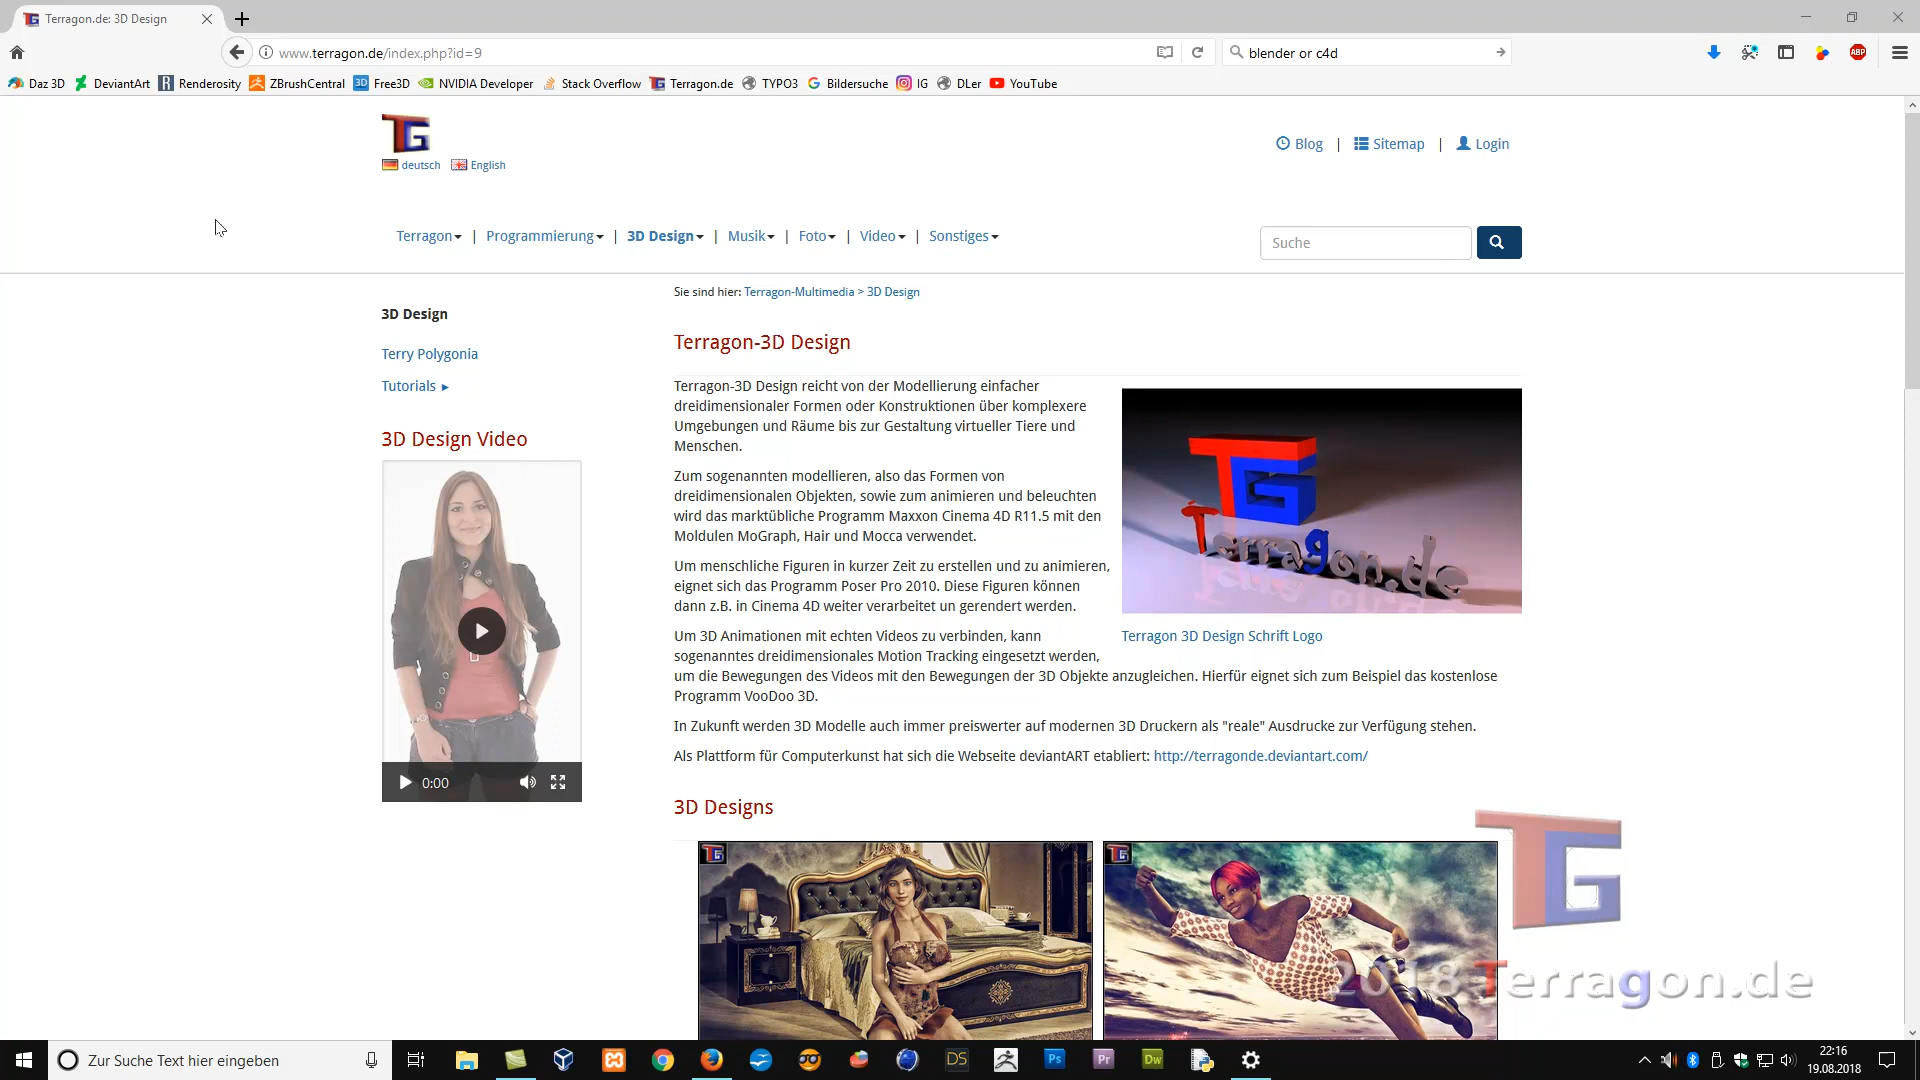 Terragon.de: 3D Design
www.terragon.de/index.php?id=9
blender or c4d
ABP
Daz 3D DeviantArt Renderosity ZBrushCentral Free3D NVIDIA Developer Stack Overflow Terragon.de TYPO3 Bildersuche IG DLer YouTube
TG
deutsch English
Blog | Sitemap | Login
Terragon | Programmierung | 3D Design | Musik | Foto | Video | Sonstiges
Suche
Sie sind hier: Terragon-Multimedia > 3D Design
3D Design
Terry Polygonia
Tutorials ►
3D Design Video
0:00
Terragon-3D Design
Terragon-3D Design reicht von der Modellierung einfacher
dreidimensionaler Formen oder Konstruktionen über komplexere
Umgebungen und Räume bis zur Gestaltung virtueller Tiere und
Menschen.
Zum sogenannten modellieren, also das Formen von
dreidimensionalen Objekten, sowie zum animieren und beleuchten
wird das marktübliche Programm Maxxon Cinema 4D R11.5 mit den
Moldulen MoGraph, Hair und Mocca verwendet.
Um menschliche Figuren in kurzer Zeit zu erstellen und zu animieren,
eignet sich das Programm Poser Pro 2010. Diese Figuren können
dann z.B. in Cinema 4D weiter verarbeitet un gerendert werden.
Um 3D Animationen mit echten Videos zu verbinden, kann
sogenanntes dreidimensionales Motion Tracking eingesetzt werden,
um die Bewegungen des Videos mit den Bewegungen der 3D Objekte anzugleichen. Hierfür eignet sich zum Beispiel das kostenlose
Programm VooDoo 3D.
In Zukunft werden 3D Modelle auch immer preiswerter auf modernen 3D Druckern als "reale" Ausdrucke zur Verfügung stehen.
Als Plattform für Computerkunst hat sich die Webseite deviantART etabliert: http://terragonde.deviantart.com/
TG
Terragon.de
Terragon 3D Design Schrift Logo
3D Designs
TG
TG
TG
2018 Terragon.de
Zur Suche Text hier eingeben
DS
Ps
Pr
Dw
22:16
19.08.2018